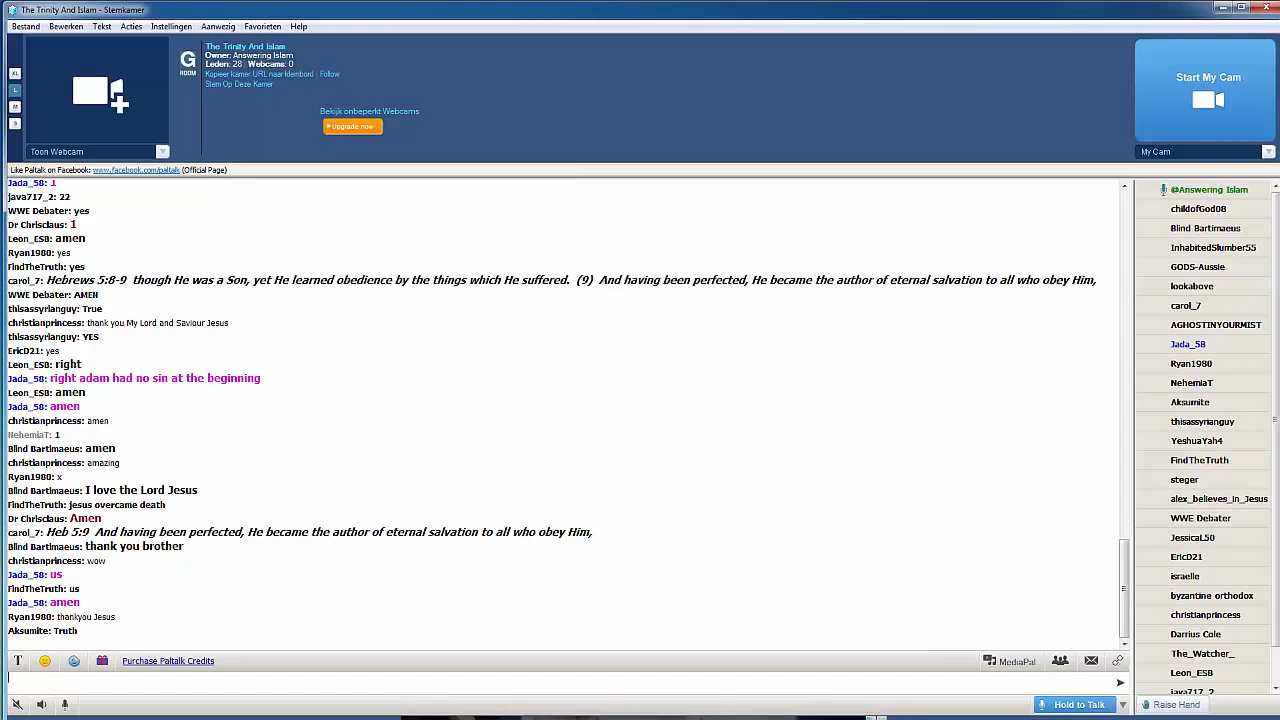 The Trinity And Islam - Stemkamer
Bestand Bewerken Tekst Acties Instellingen Aanwezig Favorieten Help
XL
L
M
S
Toon Webcam
G
ROOM
The Trinity And Islam
Owner: Answering Islam
Leden: 28 Webcams: 0
Kopieer kamer URL naar klembord | Follow
Stem Op Deze Kamer
Bekijk onbeperkt Webcams
Upgrade now
Start My Cam
My Cam
Like Paltalk on Facebook: www.facebook.com/paltalk (Official Page)
Jada_58: 1
java717_2: 22
WWE Debater: yes
Dr Chrisclaus: 1
Leon_ESB: amen
Ryan1980: yes
FindTheTruth: yes
carol_7: Hebrews 5:8-9 though He was a Son, yet He learned obedience by the things which He suffered. (9) And having been perfected, He became the author of eternal salvation to all who obey Him,
WWE Debater: AMEN
thisassyrianguy: True
christianprincess: thank you My Lord and Saviour Jesus
thisassyrianguy: YES
EricD21: yes
Leon_ESB: right
Jada_58: right adam had no sin at the beginning
Leon_ESB: amen
Jada_58: amen
christianprincess: amen
NehemiaT: 1
Blind Bartimaeus: amen
christianprincess: amazing
Ryan1980: x
Blind Bartimaeus: I love the Lord Jesus
FindTheTruth: jesus overcame death
Dr Chrisclaus: Amen
carol_7: Heb 5:9 And having been perfected, He became the author of eternal salvation to all who obey Him,
Blind Bartimaeus: thank you brother
christianprincess: wow
Jada_58: us
FindTheTruth: us
Jada_58: amen
Ryan1980: thankyou Jesus
Aksumite: Truth
@Answering Islam
childofGod08
Blind Bartimaeus
InhabitedSlumber55
GODS-Aussie
lookabove
carol_7
AGHOSTINYOURMIST
Jada_58
Ryan1980
NehemiaT
Aksumite
thisassyrianguy
YeshuaYah4
FindTheTruth
steger
alex_believes_in_Jesus
WWE Debater
JessicaL50
EricD21
israelle
byzantine orthodox
christianprincess
Darrius Cole
The_Watcher_
Leon_ESB
java717_2
T Purchase Paltalk Credits MediaPal
Hold to Talk
Raise Hand